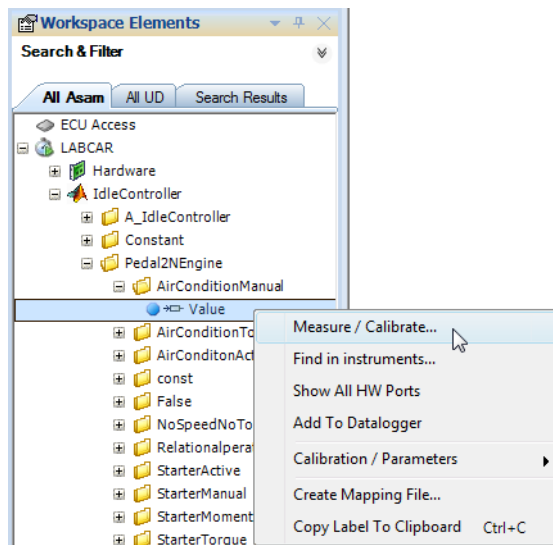 Workspace Elements
Search & Filter
All Asam All UD Search Results
ECU Access
LABCAR
Hardware
IdleController
A_IdleController
Constant
Pedal2NEngine
AirConditionManual
Value
AirConditionTo
AirConditonAct
const
False
NoSpeedNoTo
Relationalperat
StarterActive
StarterManual
StarterMoment
StarterTorque
Measure / Calibrate...
Find in instruments...
Show All HW Ports
Add To Datalogger
Calibration / Parameters
Create Mapping File...
Copy Label To Clipboard Ctrl+C